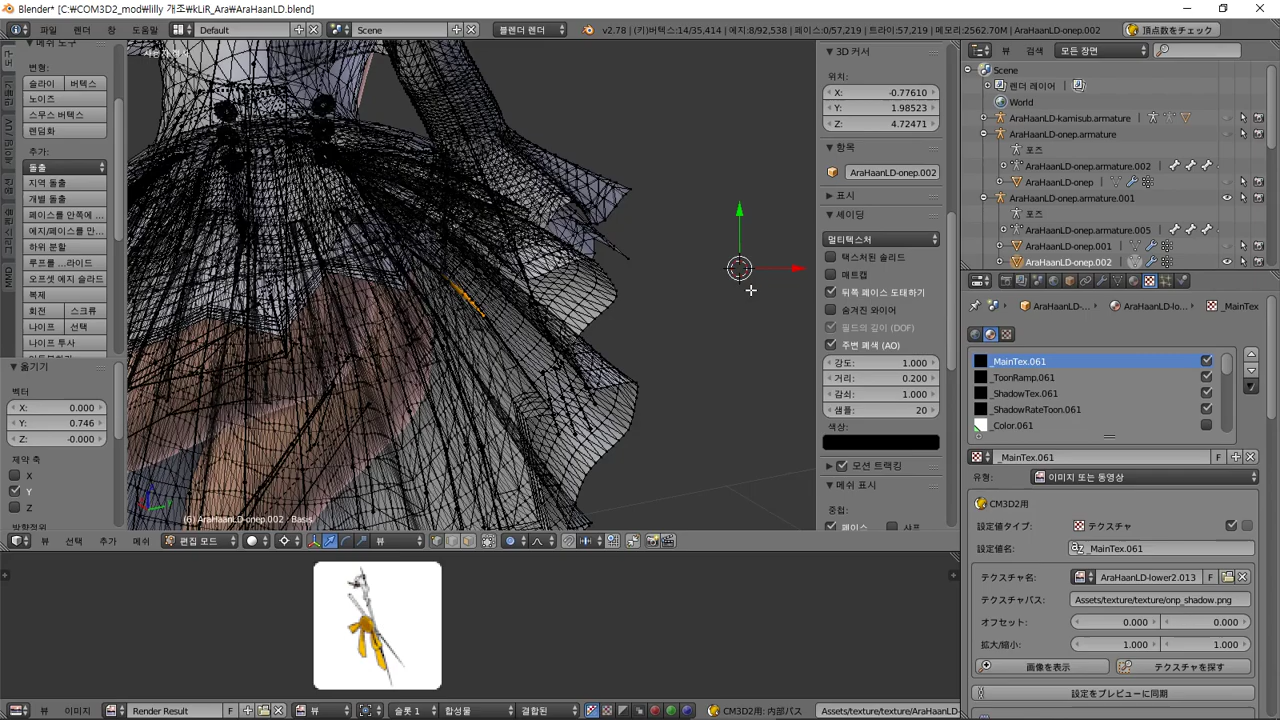 Blender* [C:₩COM3D2_mod₩lilly 개조₩kLiR_Ara₩AraHaanLD.blend]
파일 렌더 창 도움말 Default Scene 블렌더 렌더 v2.78 | (키)버텍스:14/35,414 | 에지:8/92,538 | 페이스:0/57,219 | 트라이:57,219 | 메모리:2562.70M | AraHaanLD-onep.002 頂点数をチェック
메쉬 도구
변형:
슬라이 버텍스
노이즈
스무스 버텍스
렌덤화
추가:
돌출
지역 돌출
개별 돌출
페이스를 안쪽에 ...
페이스에/를 만...
하위 분할
루프를 ...라이드
오프셋 에지 슬라드
복제
회전 스크류
나이프 선택
나이프 투사
MMD
옮기기
벡터
X: 0.000
Y: 0.746
Z: -0.000
제약 축
X
Y
Z
(6) AraHaanLD-onep.002 : Basis
3D 커서
위치:
X: -0.77610
Y: 1.98523
Z: 4.72471
항목
AraHaanLD-onep.002
표시
셰이딩
멀티텍스처
텍스처된 솔리드
매트캡
뒤쪽 페이스 도태하기
숨겨진 와이어
필드의 깊이 (DOF)
주변 폐색 (AO)
강도: 1.000
거리: 0.200
감쇠: 1.000
샘플: 20
색상:
모션 트랙킹
메쉬 표시
중첩:
페이스
뷰 선택 추가 메쉬 편집 모드 뷰
뷰 이미지 Render Result F 뷰 슬롯 1 합성물 결합된 CM3D2用: 内部パス Assets/texture/texture/AraHaanLD-
뷰 검색 모든 장면
Scene
렌더 레이어
World
AraHaanLD-kamisub.armature
AraHaanLD-onep.armature
포즈
AraHaanLD-onep.armature.002
AraHaanLD-onep
AraHaanLD-onep.armature.001
포즈
AraHaanLD-onep.armature.005
AraHaanLD-onep.001
AraHaanLD-onep.002
AraHaanLD-... AraHaanLD-lo... _MainTex
_MainTex.061
_ToonRamp.061
_ShadowTex.061
_ShadowRateToon.061
_Color.061
_MainTex.061 F
유형: 이미지 또는 동영상
CM3D2用
設定値タイプ: テクスチャ
設定値名: _MainTex.061
テクスチャ名: AraHaanLD-lower2.013 F
テクスチャパス: Assets/texture/texture/onp_shadow.png
オフセット: 0.000 0.000
拡大/縮小: 1.000 1.000
画像を表示 テクスチャを探す
設定をプレビューに同期